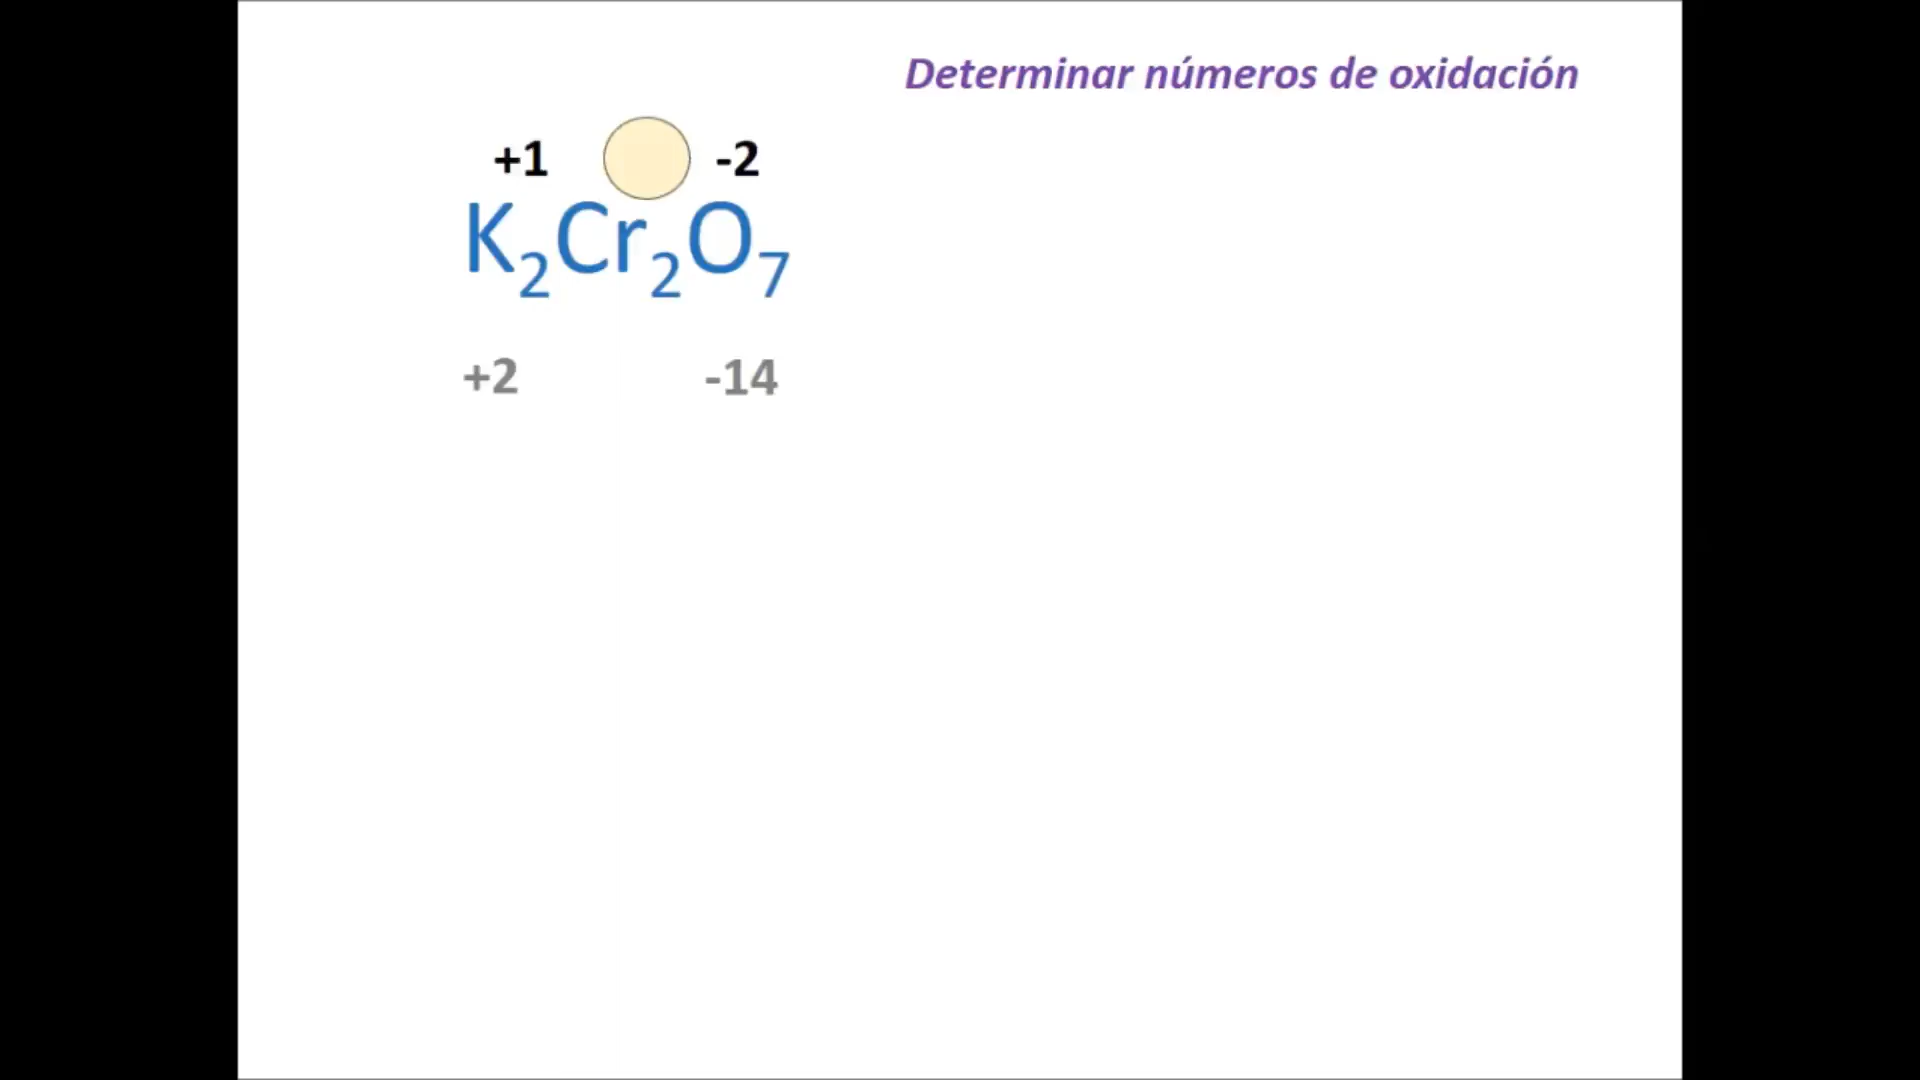 Determinar números de oxidación
+1 -2
K₂Cr₂O₇
+2 -14